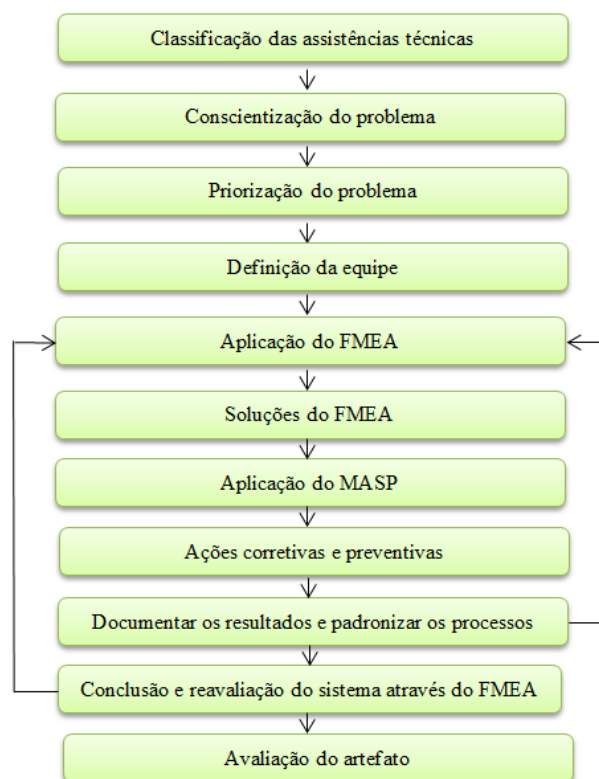 Classificação das assistências técnicas
Conscientização do problema
Priorização do problema
Definição da equipe
Aplicação do FMEA
Soluções do FMEA
Aplicação do MASP
Ações corretivas e preventivas
Documentar os resultados e padronizar os processos
Conclusão e reavaliação do sistema através do FMEA
Avaliação do artefato